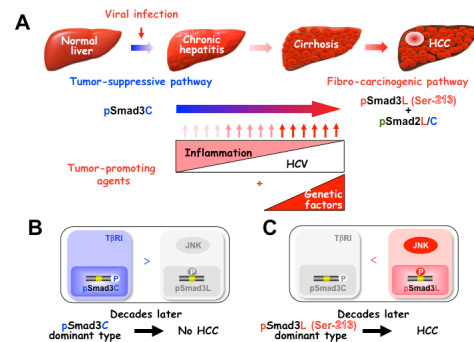 A
Viral infection
Normal liver
Chronic hepatitis
Cirrhosis
HCC
Tumor-suppressive pathway
Fibro-carcinogenic pathway
pSmad3C
pSmad3L (Ser-213)
+
pSmad2L/C
Inflammation
HCV
Tumor-promoting agents
+
Genetic factors
B
TβRI
P
pSmad3C
>
JNK
P
pSmad3L
Decades later
pSmad3C dominant type
No HCC
C
TβRI
P
pSmad3C
<
JNK
P
pSmad3L
Decades later
pSmad3L (Ser-213) dominant type
HCC